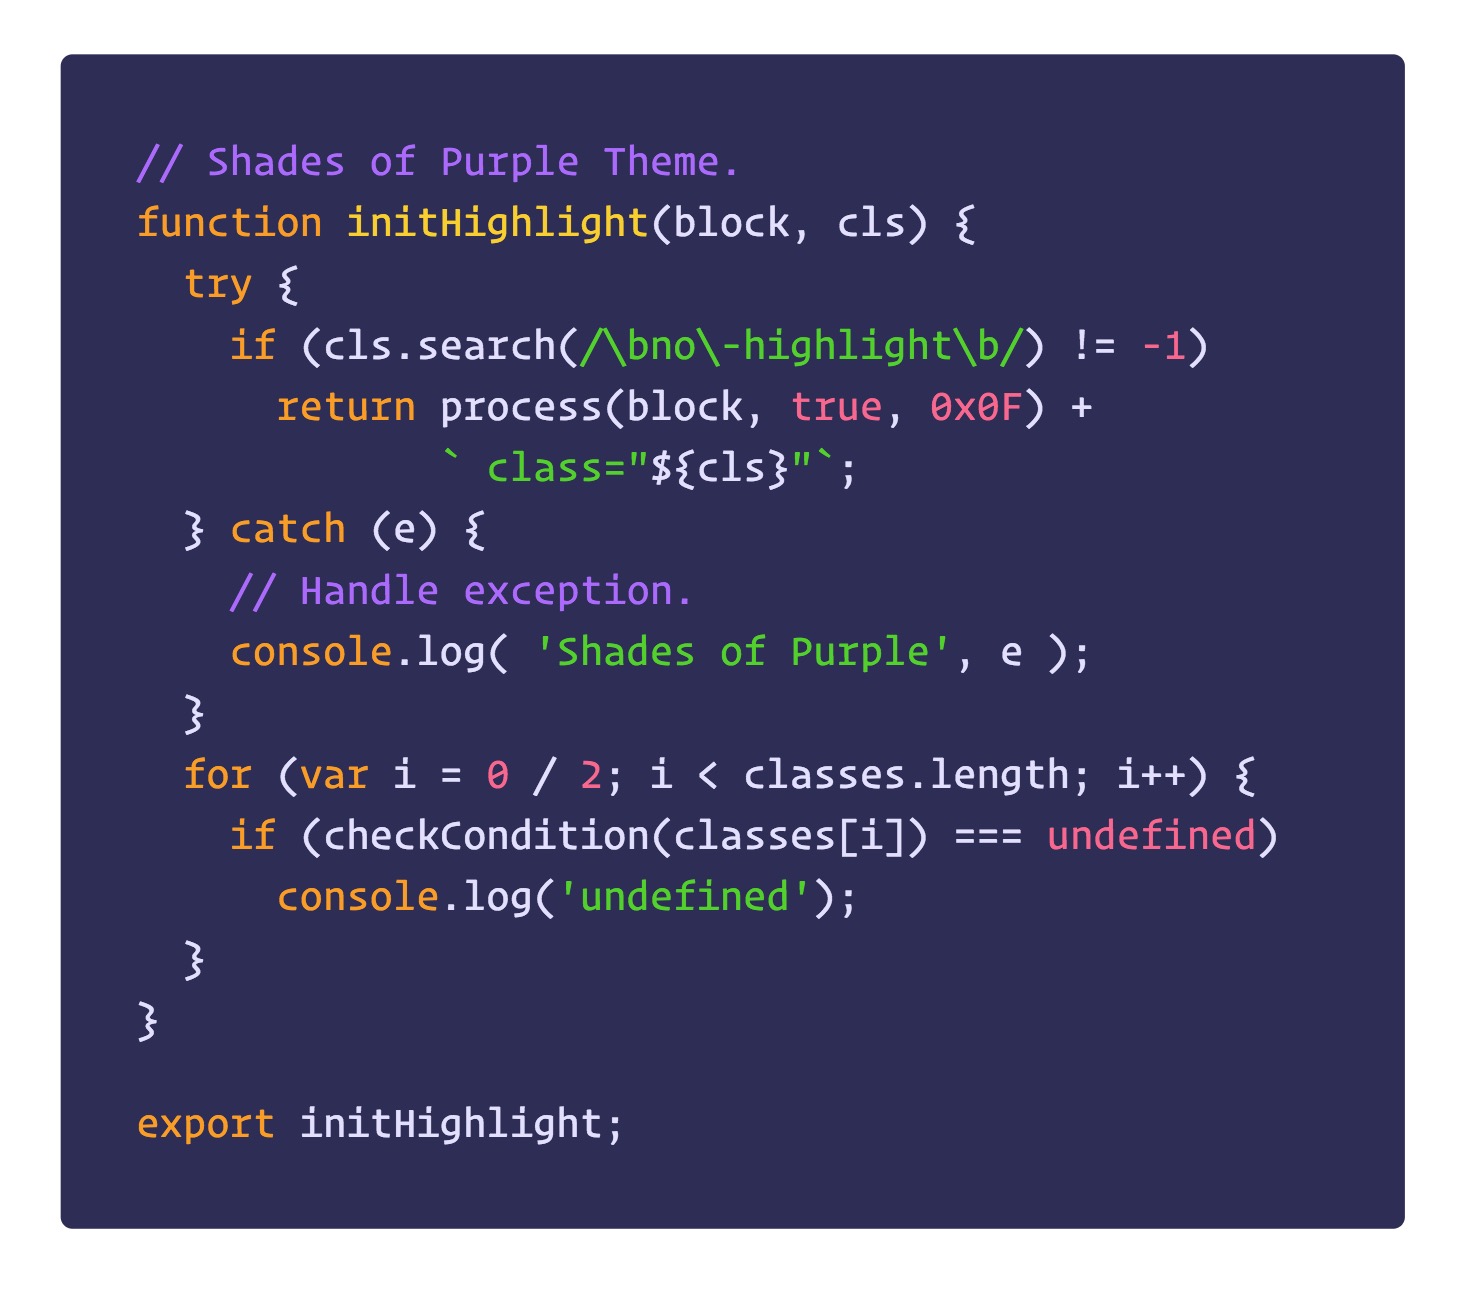 // Shades of Purple Theme.
function initHighlight(block, cls) {
  try {
    if (cls.search(/\bno\-highlight\b/) != -1)
      return process(block, true, 0x0F) +
             ` class="${cls}"`;
  } catch (e) {
    // Handle exception.
    console.log( 'Shades of Purple', e );
  }
  for (var i = 0 / 2; i < classes.length; i++) {
    if (checkCondition(classes[i]) === undefined)
      console.log('undefined');
  }
}

export initHighlight;